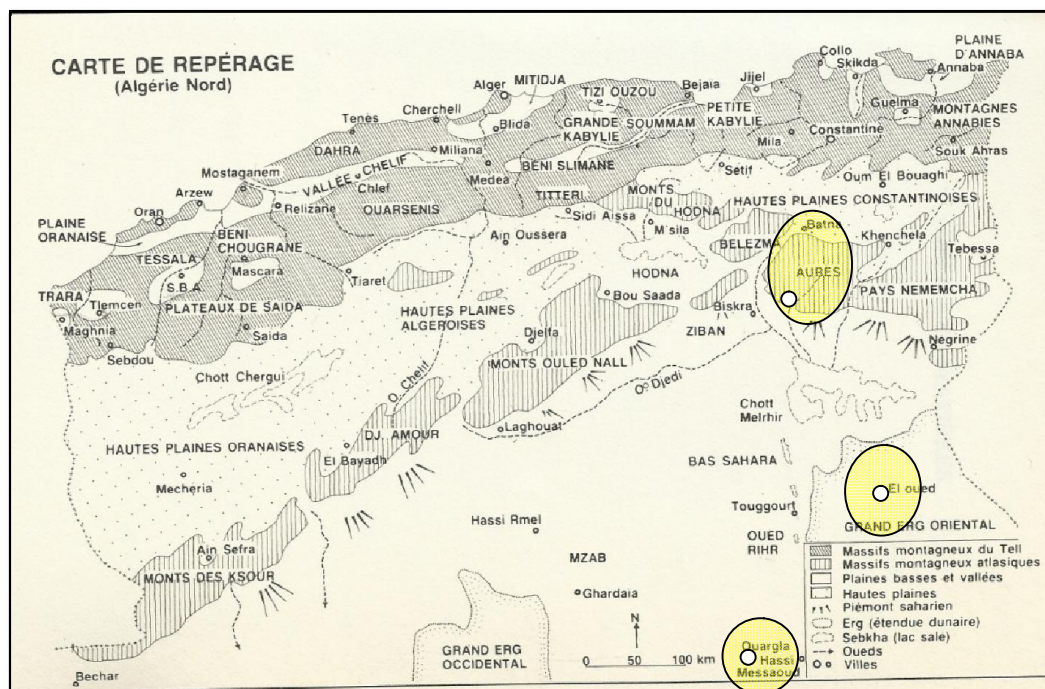 CARTE DE REPÉRAGE
(Algérie Nord)
PLAINE
D'ANNABA
Collo
Skikda
Annaba
Jijel
Bejaia
Alger
MITIDJA
TIZI OUZOU
Cherchell
Tenès
Blida
GRANDE
KABYLIE
SOUMMAM
PETITE
KABYLIE
Guelma
MONTAGNES
ANNABIES
Constantine
Mila
Souk Ahras
DAHRA
Miliana
BENI SLIMANE
Setif
Oum El Bouaghi
Mostaganem
VALLÉE CHELIF
Chlef
Medea
TITTERI
MONTS
DU
HODNA
HAUTES PLAINES CONSTANTINOISES
Arzew
Relizane
OUARSENIS
Sidi Aissa
M'sila
Oran
PLAINE
ORANAISE
BENI
CHOUGRANE
Ain Oussera
BELEZMA
Batna
Khenchela
Tebessa
TESSALA
Mascara
S.B.A.
Tiaret
HODNA
AURES
TRARA
Tlemcen
PLATEAUX DE SAIDA
HAUTES PLAINES
ALGEROISES
Bou Saada
Biskra
PAYS NEMEMCHA
Maghnia
Saida
Djelfa
ZIBAN
Sebdou
MONTS OULED NALL
Negrine
Chott Chergui
O. Chelif
O. Djedi
Chott
Melrhir
HAUTES PLAINES ORANAISES
DJ. AMOUR
El Bayadh
Laghouat
BAS SAHARA
Mecheria
El oued
Touggourt
Hassi Rmel
GRAND ERG ORIENTAL
OUED
RIHR
Ain Sefra
MONTS DES KSOUR
MZAB
Ghardaia
Massifs montagneux du Tell
Massifs montagneux atlasiques
Plaines basses et vallées
Hautes plaines
Piémont saharien
Erg (étendue dunaire)
Sebkha (lac salé)
Oueds
Villes
GRAND ERG
OCCIDENTAL
N
0 50 100 km
Ouargla
Hassi
Messaoud
Bechar